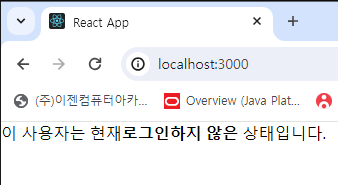 React App
localhost:3000
(주)이젠컴퓨터아카...
Overview (Java Plat...
이 사용자는 현재로그인하지 않은 상태입니다.